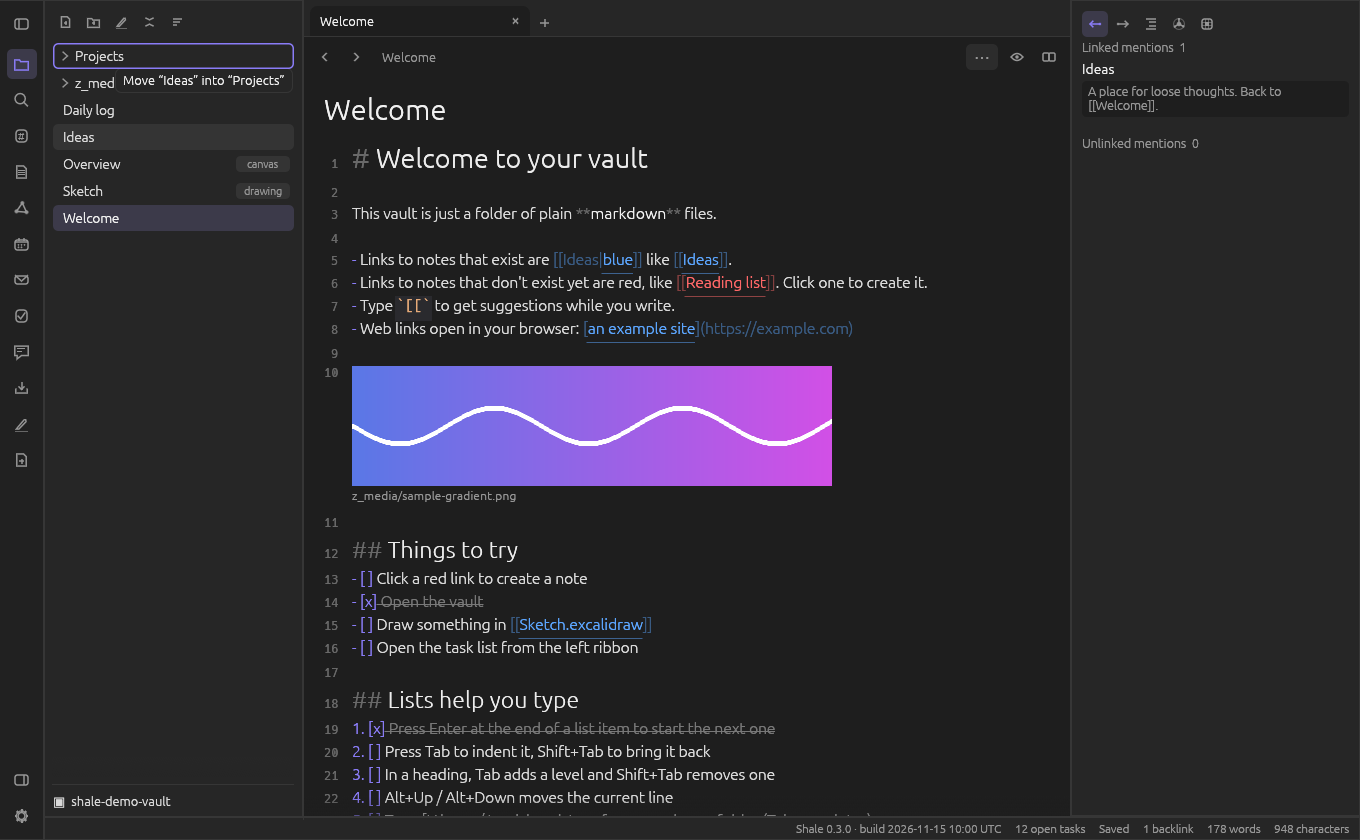 Welcome
Projects
z_med
Move “Ideas” into “Projects”
Daily log
Ideas
Overview canvas
Sketch drawing
Welcome
shale-demo-vault
Welcome
Welcome
1 # Welcome to your vault
2
3 This vault is just a folder of plain **markdown** files.
4
5 - Links to notes that exist are [[Ideas|blue]] like [[Ideas]].
6 - Links to notes that don't exist yet are red, like [[Reading list]]. Click one to create it.
7 - Type `[[` to get suggestions while you write.
8 - Web links open in your browser: [an example site](https://example.com)
9
10
z_media/sample-gradient.png
11
12 ## Things to try
13 - [ ] Click a red link to create a note
14 - [x] Open the vault
15 - [ ] Draw something in [[Sketch.excalidraw]]
16 - [ ] Open the task list from the left ribbon
17
18 ## Lists help you type
19 1. [x] Press Enter at the end of a list item to start the next one
20 2. [ ] Press Tab to indent it, Shift+Tab to bring it back
21 3. [ ] In a heading, Tab adds a level and Shift+Tab removes one
22 4. [ ] Alt+Up / Alt+Down moves the current line
Linked mentions 1
Ideas
A place for loose thoughts. Back to
[[Welcome]].
Unlinked mentions 0
Shale 0.3.0 · build 2026-11-15 10:00 UTC 12 open tasks Saved 1 backlink 178 words 948 characters